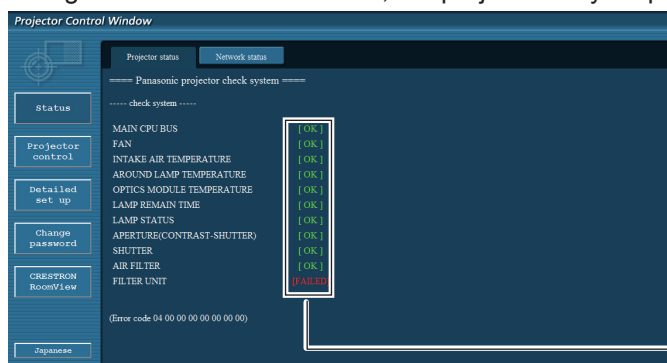 Projector Control Window
Projector status Network status
==== Panasonic projector check system ====
Status
----- check system -----
MAIN CPU BUS [ OK ]
FAN [ OK ]
Projector control
INTAKE AIR TEMPERATURE [ OK ]
AROUND LAMP TEMPERATURE [ OK ]
OPTICS MODULE TEMPERATURE [ OK ]
Detailed set up
LAMP REMAIN TIME [ OK ]
LAMP STATUS [ OK ]
APERTURE(CONTRAST-SHUTTER) [ OK ]
Change password
SHUTTER [ OK ]
AIR FILTER [ OK ]
FILTER UNIT [FAILED]
CRESTRON RoomView
(Error code 04 00 00 00 00 00 00 00)
Japanese